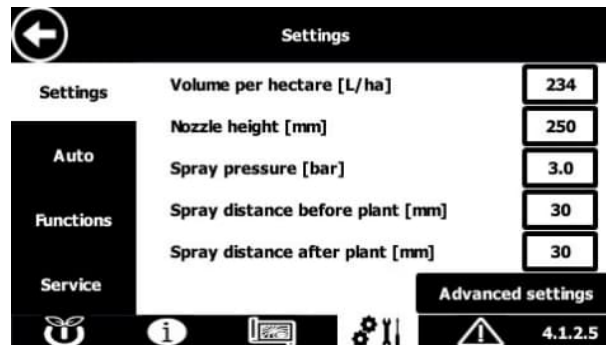 Settings
Settings
Volume per hectare [L/ha] 234
Nozzle height [mm] 250
Auto
Spray pressure [bar] 3.0
Functions
Spray distance before plant [mm] 30
Spray distance after plant [mm] 30
Service
Advanced settings
i
4.1.2.5